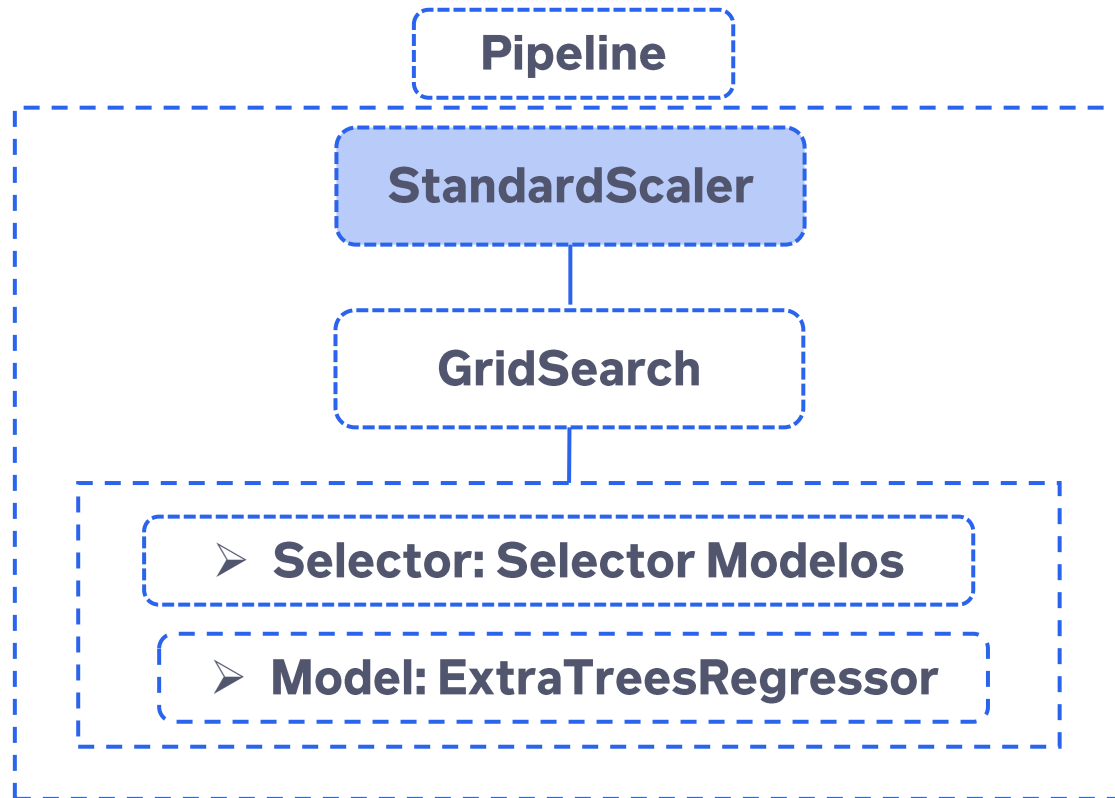 Pipeline
StandardScaler
GridSearch
➢ Selector: Selector Modelos
➢ Model: ExtraTreesRegressor